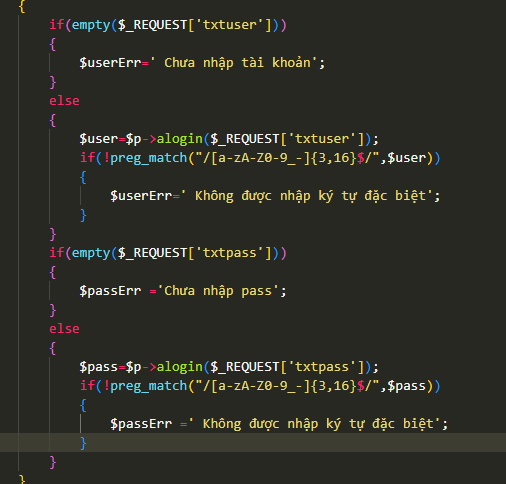 {
if(empty($_REQUEST['txtuser']))
{
$userErr=' Chưa nhập tài khoản';
}
else
{
$user=$p->alogin($_REQUEST['txtuser']);
if(!preg_match("/[a-zA-Z0-9_-]{3,16}$/",$user))
{
$userErr=' Không được nhập ký tự đặc biệt';
}
}
if(empty($_REQUEST['txtpass']))
{
$passErr ='Chưa nhập pass';
}
else
{
$pass=$p->alogin($_REQUEST['txtpass']);
if(!preg_match("/[a-zA-Z0-9_-]{3,16}$/",$pass))
{
$passErr =' Không được nhập ký tự đặc biệt';
}
}
}